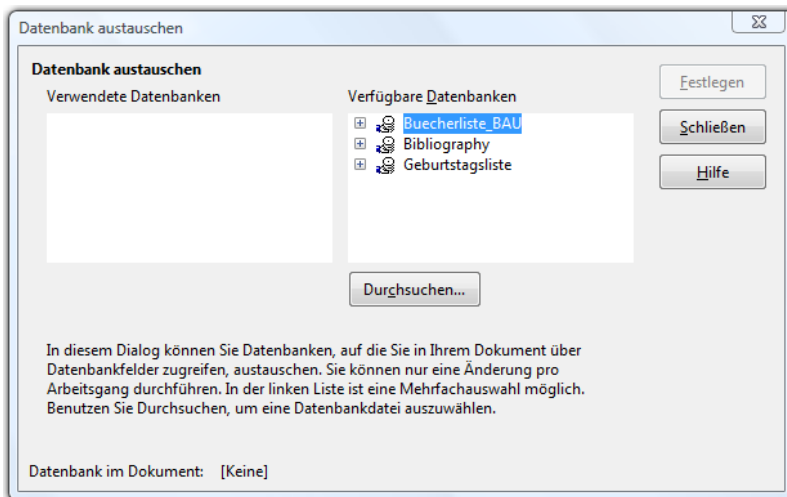 Datenbank austauschen
Datenbank austauschen
Verwendete Datenbanken
Verfügbare Datenbanken
Buecherliste_BAU
Bibliography
Geburtstagsliste
Festlegen
Schließen
Hilfe
Durchsuchen...
In diesem Dialog können Sie Datenbanken, auf die Sie in Ihrem Dokument über
Datenbankfelder zugreifen, austauschen. Sie können nur eine Änderung pro
Arbeitsgang durchführen. In der linken Liste ist eine Mehrfachauswahl möglich.
Benutzen Sie Durchsuchen, um eine Datenbankdatei auszuwählen.
Datenbank im Dokument: [Keine]